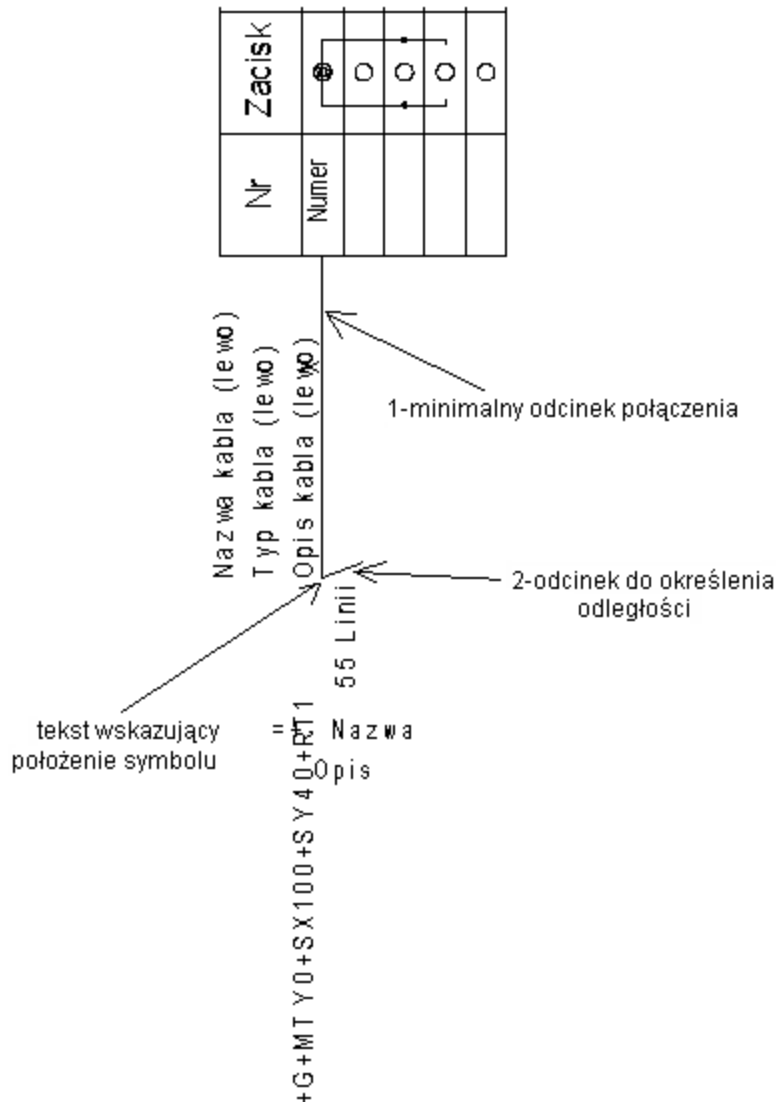 Zacisk
Nr
Numer
Nazwa kabla (lewo)
Typ kabla (lewo)
Opis kabla (lewo)
1-minimalny odcinek połączenia
2-odcinek do określenia
odległości
55 Linii
tekst wskazujący
położenie symbolu
=+ Nazwa
Opis
+G+MTY0+SX100+SY40+RT1